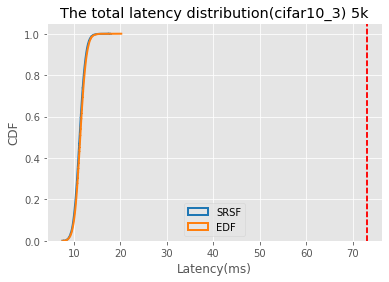 The total latency distribution(cifar10_3) 5k
1.0
0.8
0.6
0.4
0.2
0.0
CDF
SRSF
EDF
10 20 30 40 50 60 70
Latency(ms)